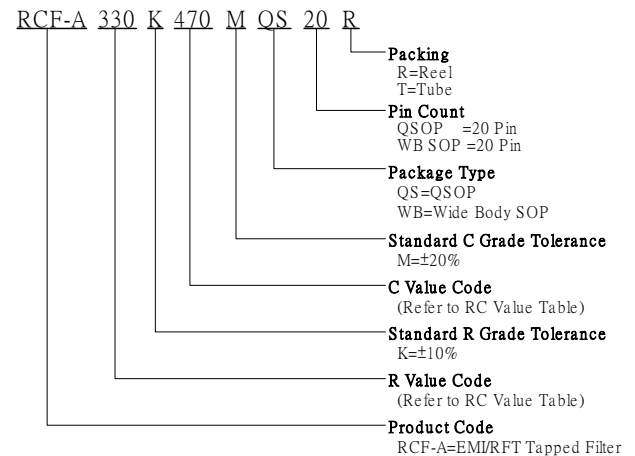 RCF-A 330 K 470 M QS 20 R
Packing
R=Reel
T=Tube
Pin Count
QSOP =20 Pin
WB SOP =20 Pin
Package Type
QS=QSOP
WB=Wide Body SOP
Standard C Grade Tolerance
M=±20%
C Value Code
(Refer to RC Value Table)
Standard R Grade Tolerance
K=±10%
R Value Code
(Refer to RC Value Table)
Product Code
RCF-A=EMI/RFT Tapped Filter